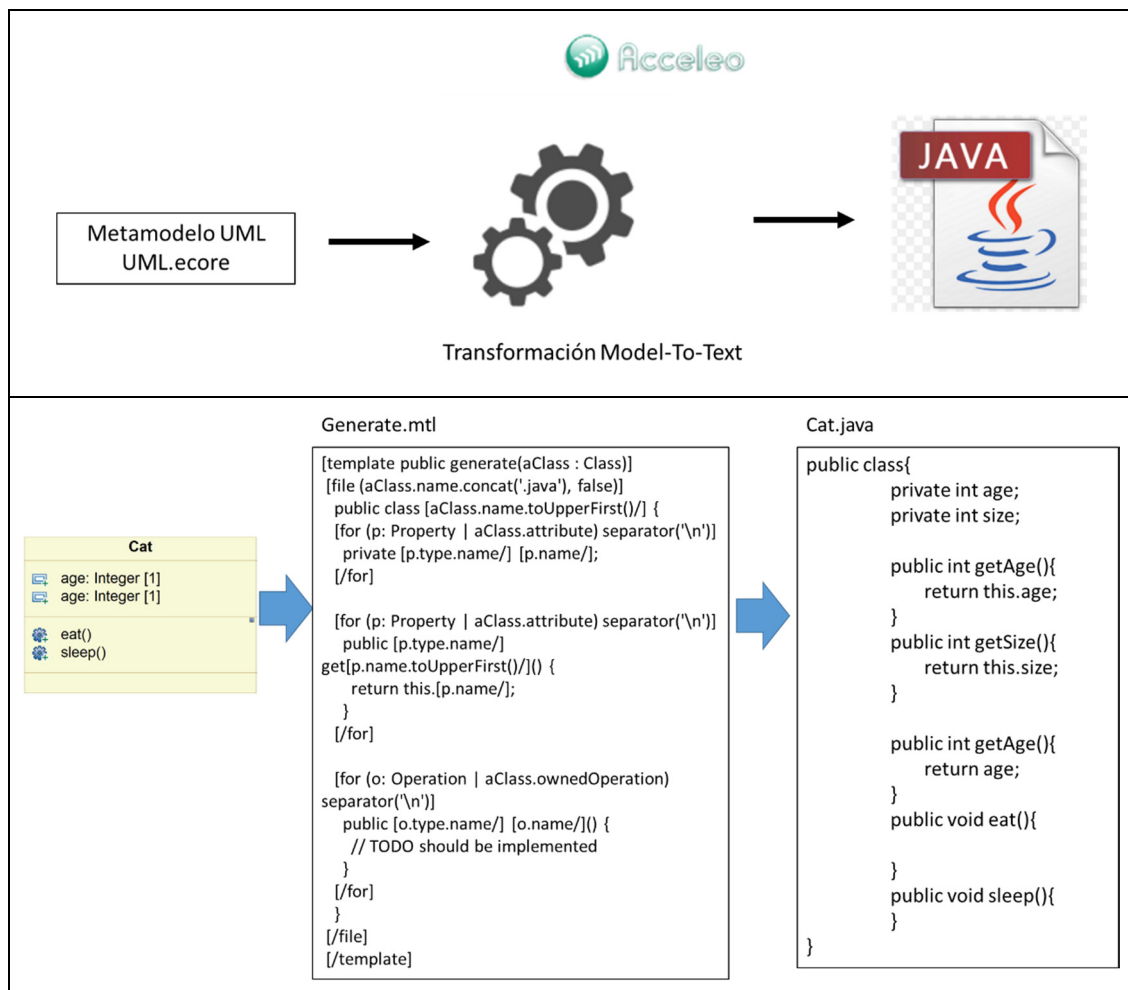 Acceleo
JAVA
Metamodelo UML
UML.ecore
Transformación Model-To-Text
Generate.mtl
[template public generate(aClass : Class)]
[file (aClass.name.concat('.java'), false)]
public class [aClass.name.toUpperFirst()/] {
[for (p: Property | aClass.attribute) separator('\n')]
private [p.type.name/] [p.name/];
[/for]
[for (p: Property | aClass.attribute) separator('\n')]
public [p.type.name/]
get[p.name.toUpperFirst()/]() {
return this.[p.name/];
}
[/for]
[for (o: Operation | aClass.ownedOperation)
separator('\n')]
public [o.type.name/] [o.name/]() {
// TODO should be implemented
}
[/for]
}
[/file]
[/template]
Cat
age: Integer [1]
age: Integer [1]
eat()
sleep()
Cat.java
public class{
private int age;
private int size;
public int getAge(){
return this.age;
}
public int getSize(){
return this.size;
}
public int getAge(){
return age;
}
public void eat(){
}
public void sleep(){
}
}